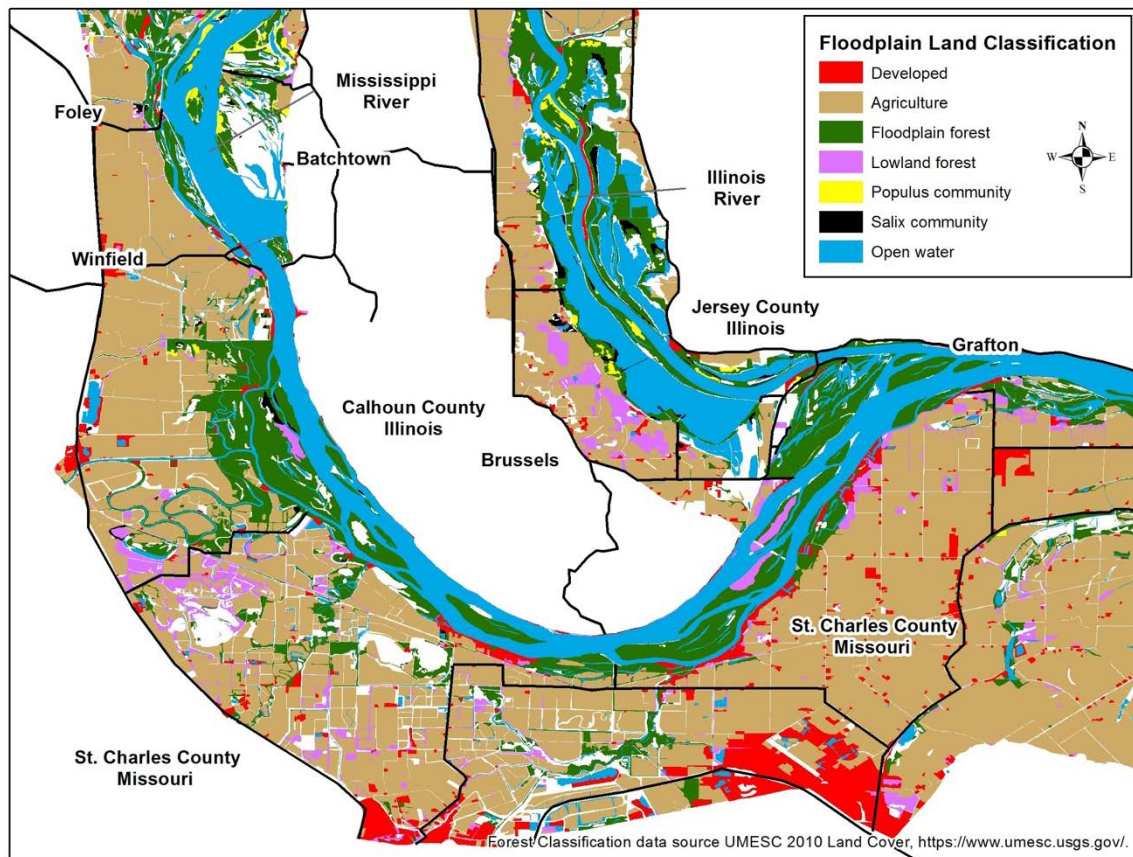 Floodplain Land Classification
Developed
Agriculture
Floodplain forest
Lowland forest
Populus community
Salix community
Open water
N
W E
S
Mississippi
River
Foley
Batchtown
Illinois
River
Winfield
Jersey County
Illinois
Grafton
Calhoun County
Illinois
Brussels
St. Charles County
Missouri
St. Charles County
Missouri
Forest Classification data source UMESC 2010 Land Cover, https://www.umesc.usgs.gov/.